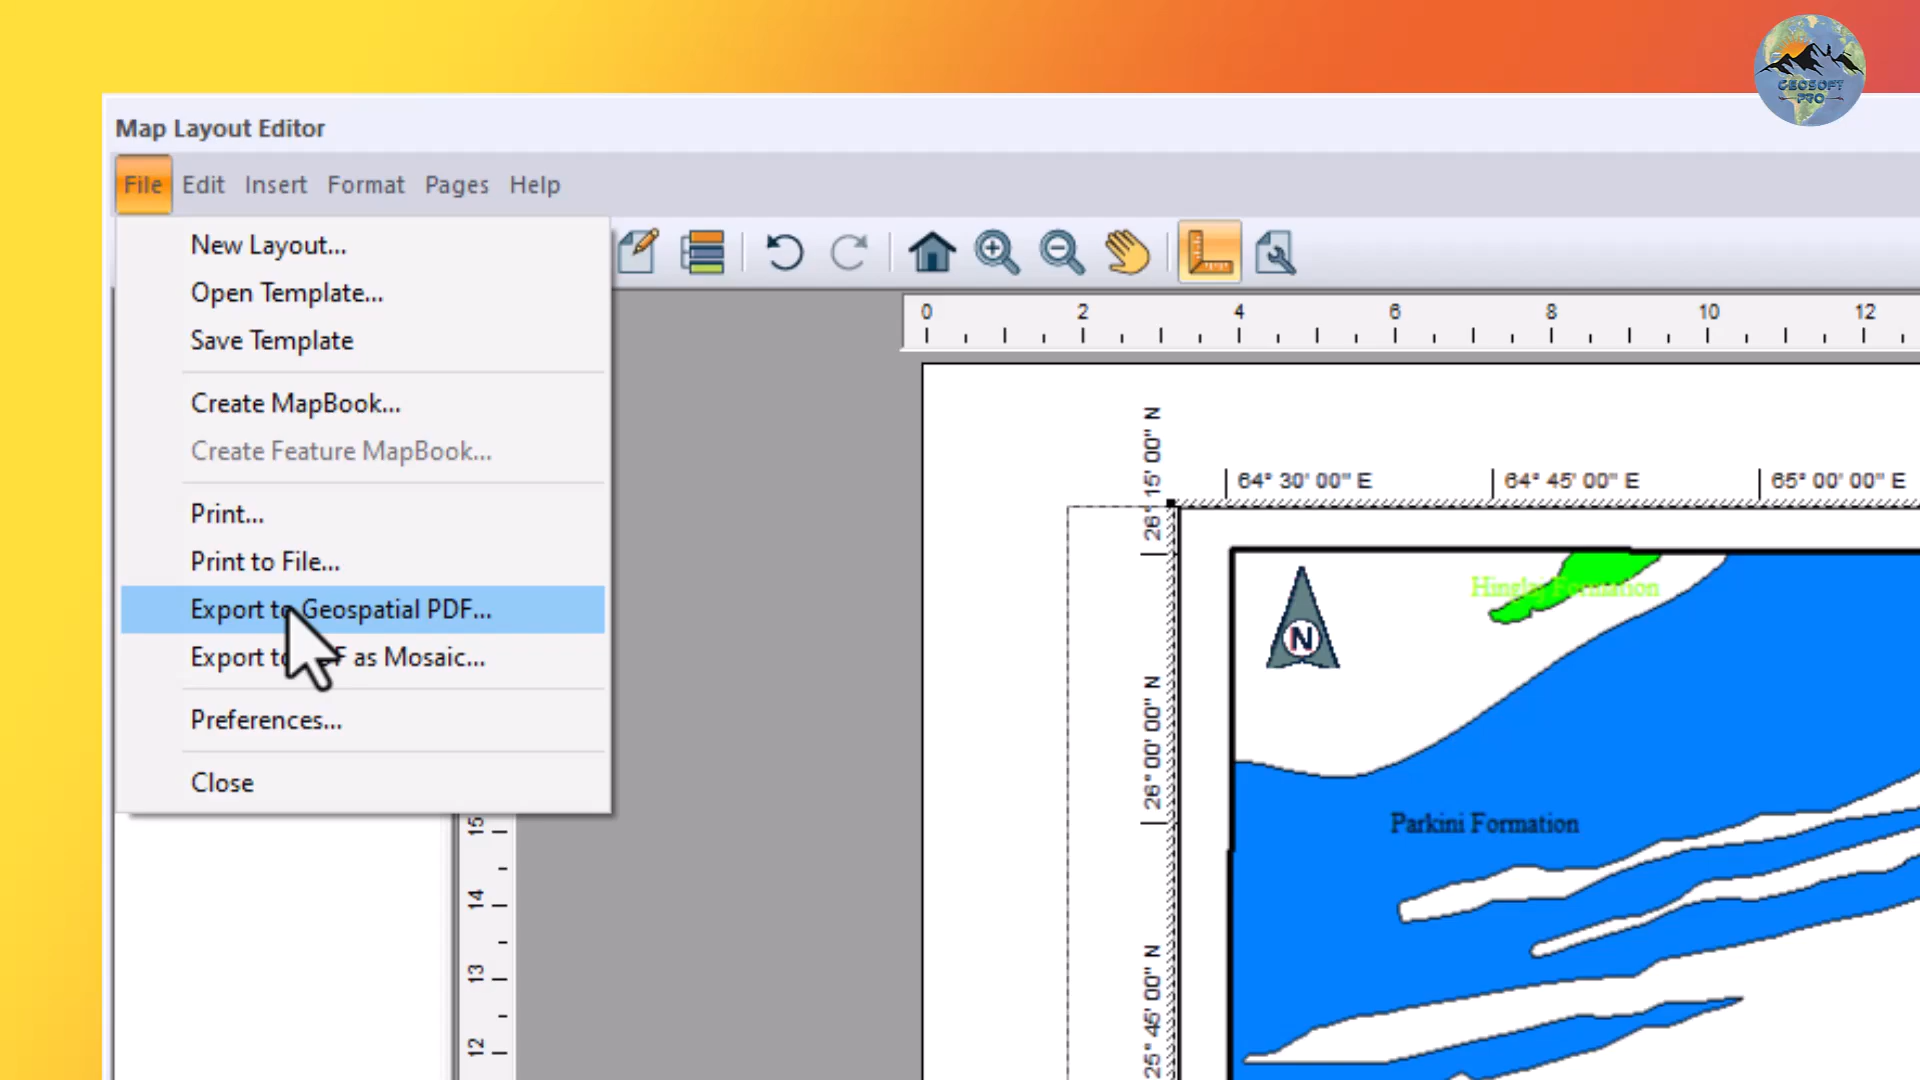 GEOSOFT
PRO
Map Layout Editor
File Edit Insert Format Pages Help
New Layout...
Open Template...
Save Template
Create MapBook...
Create Feature MapBook...
Print...
Print to File...
Export to Geospatial PDF...
Export to F as Mosaic...
Preferences...
Close
0 2 4 6 8 10 12
64° 30' 00" E 64° 45' 00" E 65° 00' 00" E
26° 15' 00" N
N
26° 00' 00" N
Parkini Formation
25° 45' 00" N
15
14
13
12